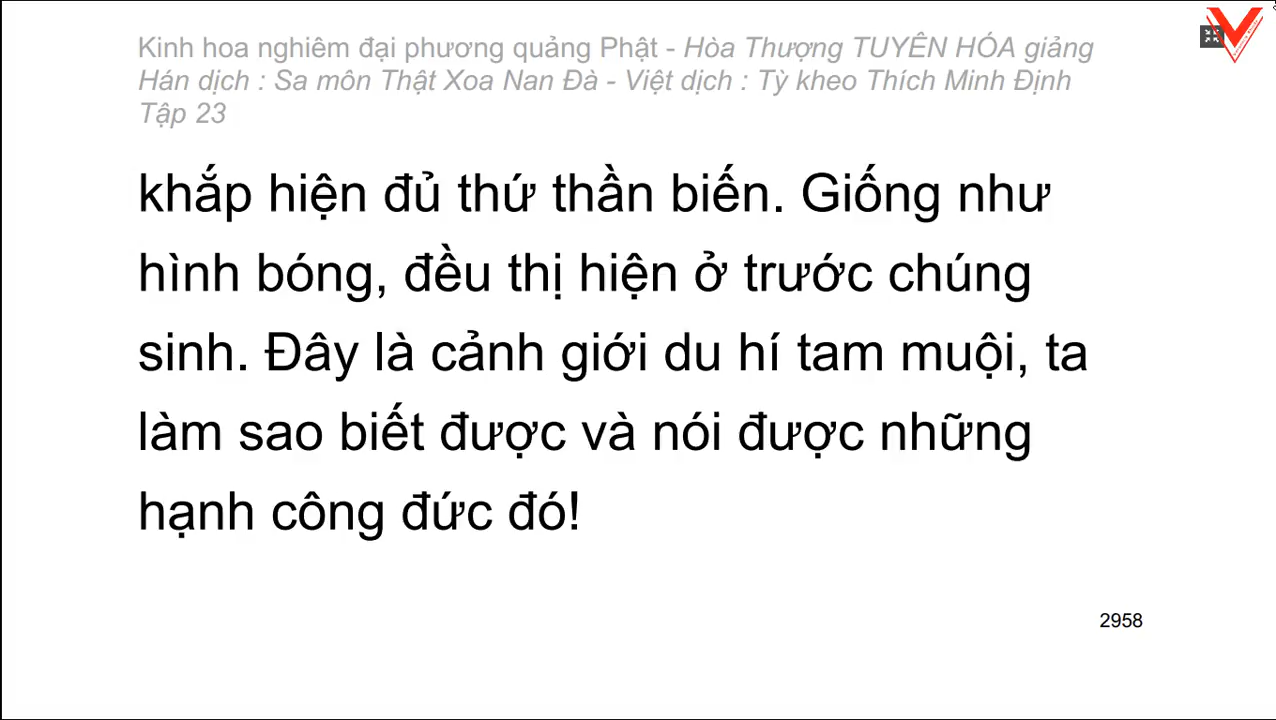 Kinh hoa nghiêm đại phương quảng Phật - Hòa Thượng TUYÊN HÓA giảng
Hán dịch : Sa môn Thật Xoa Nan Đà - Việt dịch : Tỳ kheo Thích Minh Định
Tập 23
khắp hiện đủ thứ thần biến. Giống như
hình bóng, đều thị hiện ở trước chúng
sinh. Đây là cảnh giới du hí tam muội, ta
làm sao biết được và nói được những
hạnh công đức đó!
2958